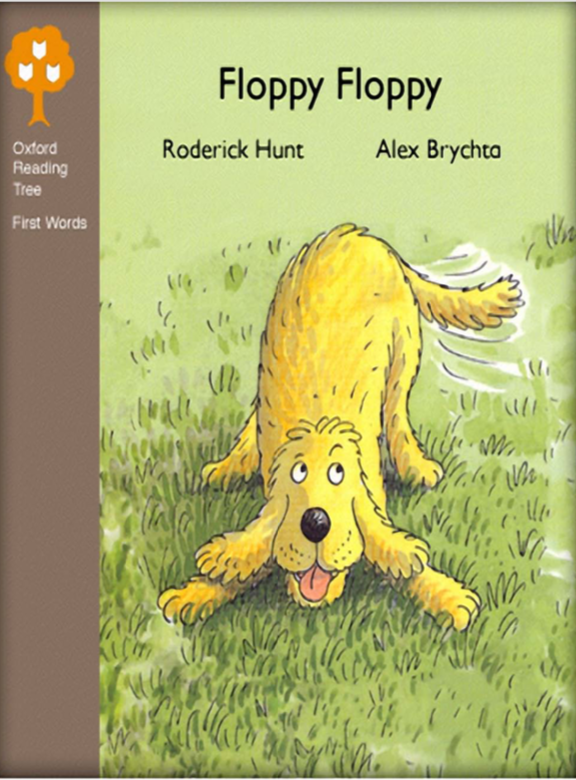 Floppy Floppy
Roderick Hunt Alex Brychta
Oxford
Reading
Tree
First Words